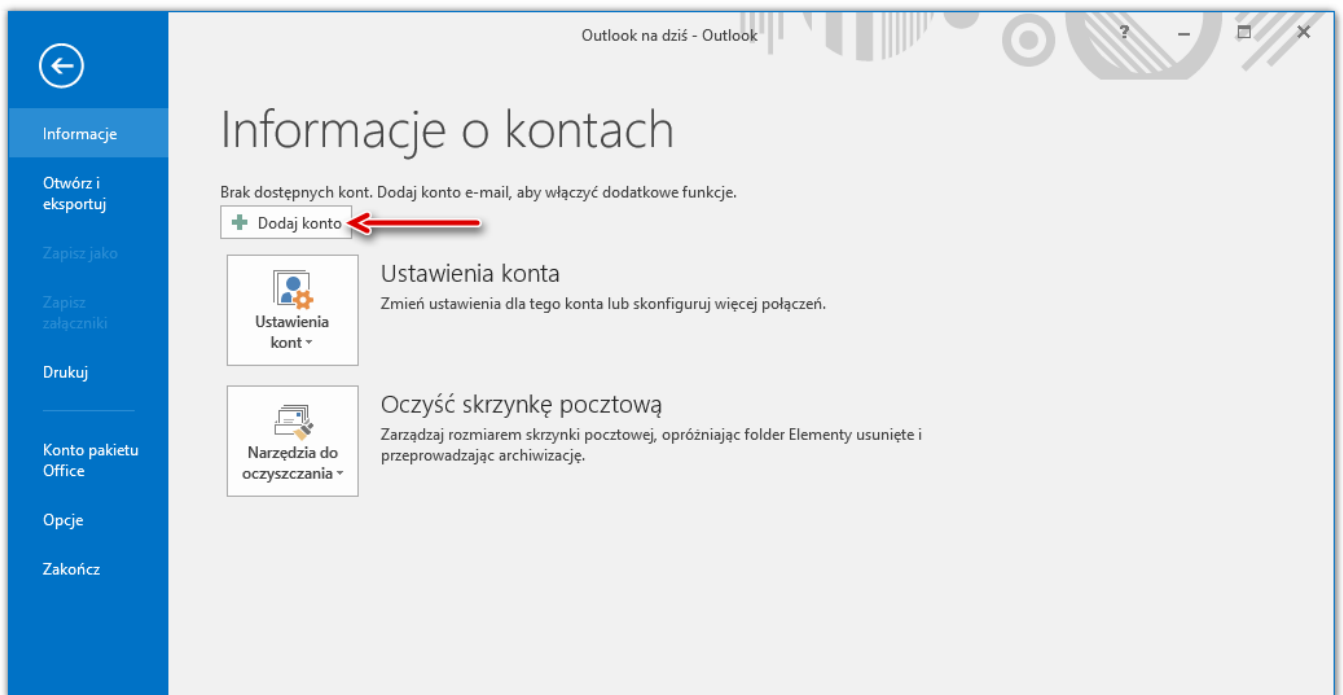 Outlook na dziś - Outlook
?
Informacje
Otwórz i
eksportuj
Zapisz jako
Zapisz
załączniki
Drukuj
Konto pakietu
Office
Opcje
Zakończ
Informacje o kontach
Brak dostępnych kont. Dodaj konto e-mail, aby włączyć dodatkowe funkcje.
Dodaj konto
Ustawienia
kont
Ustawienia konta
Zmień ustawienia dla tego konta lub skonfiguruj więcej połączeń.
Narzędzia do
oczyszczania
Oczyść skrzynkę pocztową
Zarządzaj rozmiarem skrzynki pocztowej, opróżniając folder Elementy usunięte i
przeprowadzając archiwizację.